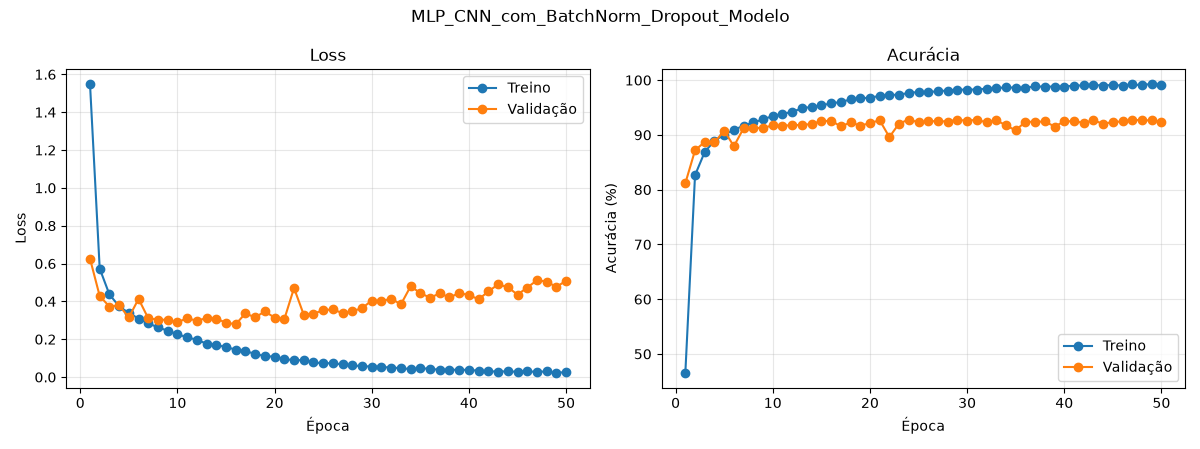 MLP_CNN_com_BatchNorm_Dropout_Modelo
Loss
Treino
Validação
1.6
1.4
1.2
1.0
0.8
0.6
0.4
0.2
0.0
Loss
0 10 20 30 40 50
Época
Acurácia
100
90
80
70
60
50
Acurácia (%)
Treino
Validação
0 10 20 30 40 50
Época